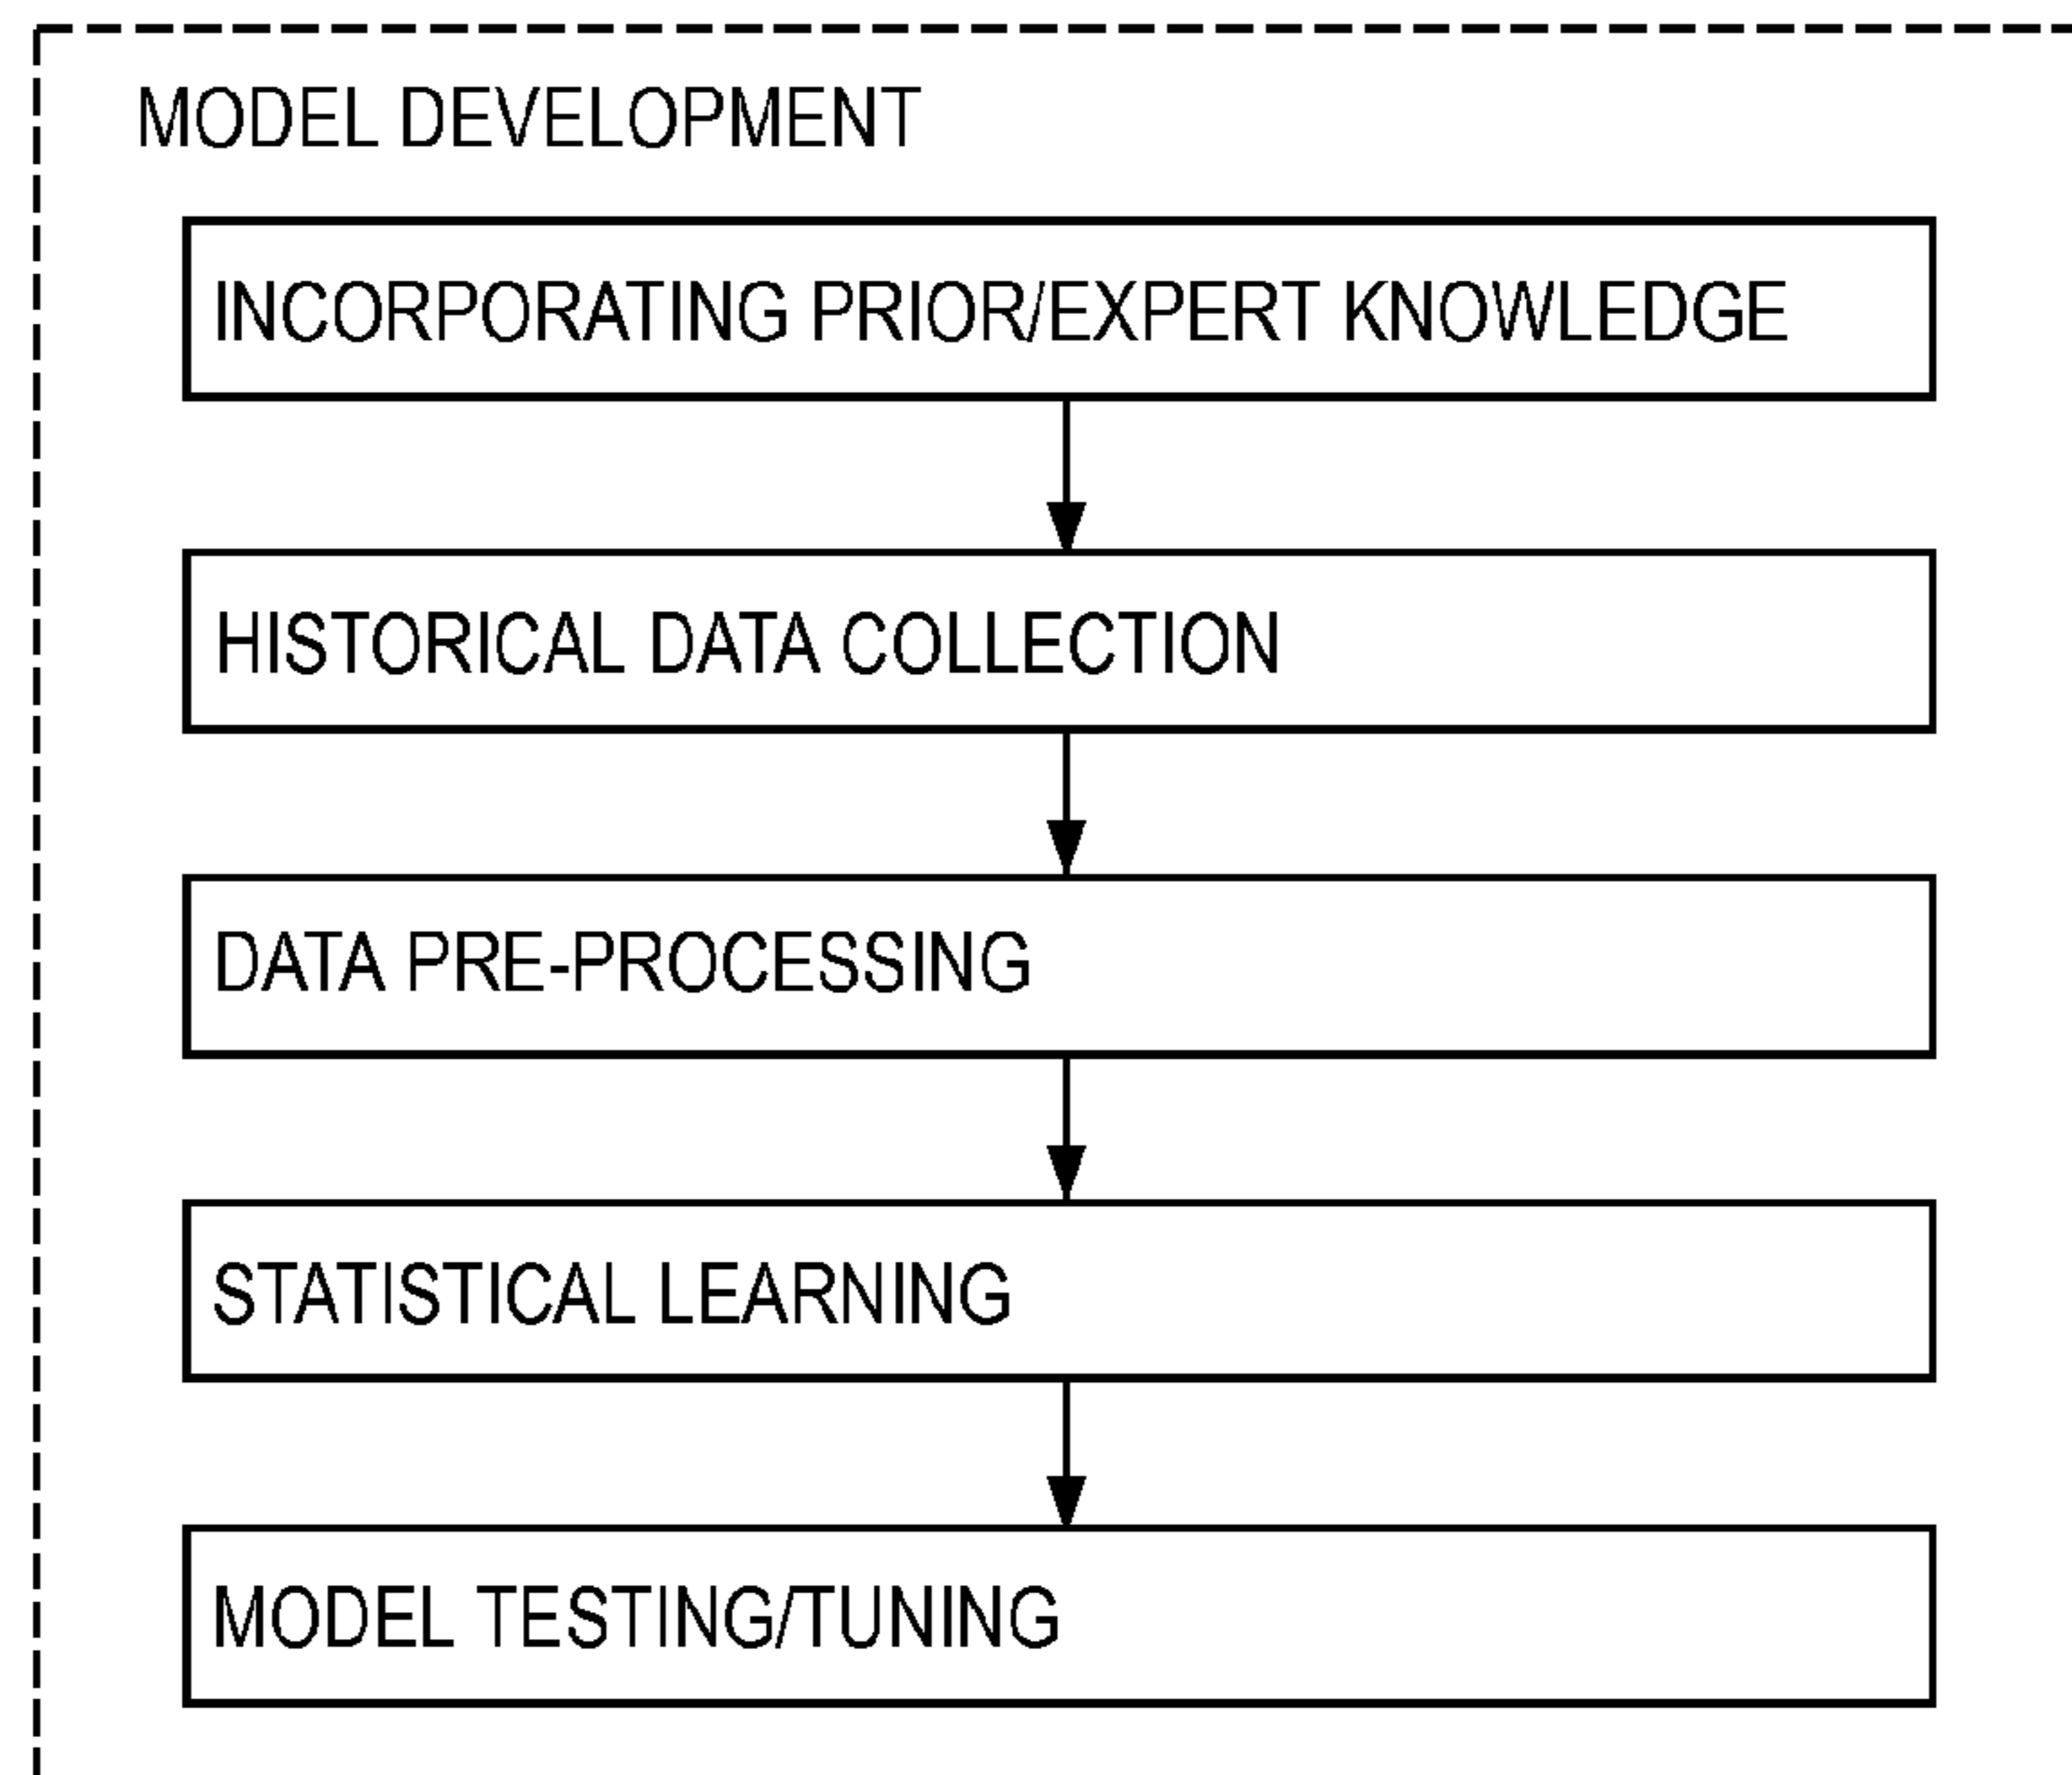 MODEL DEVELOPMENT
INCORPORATING PRIOR/EXPERT KNOWLEDGE
HISTORICAL DATA COLLECTION
DATA PRE-PROCESSING
STATISTICAL LEARNING
MODEL TESTING/TUNING